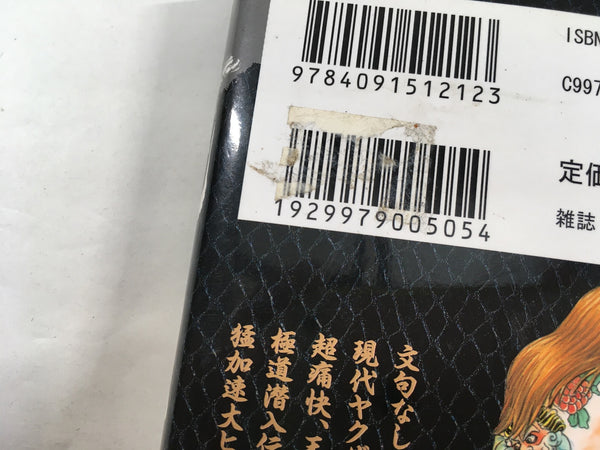 ISBN
9784091512123
C997
1929979005054
定価
雑誌
文句なし
現代ヤクザ
超痛快、
極道潜入伝
猛加速大ヒ